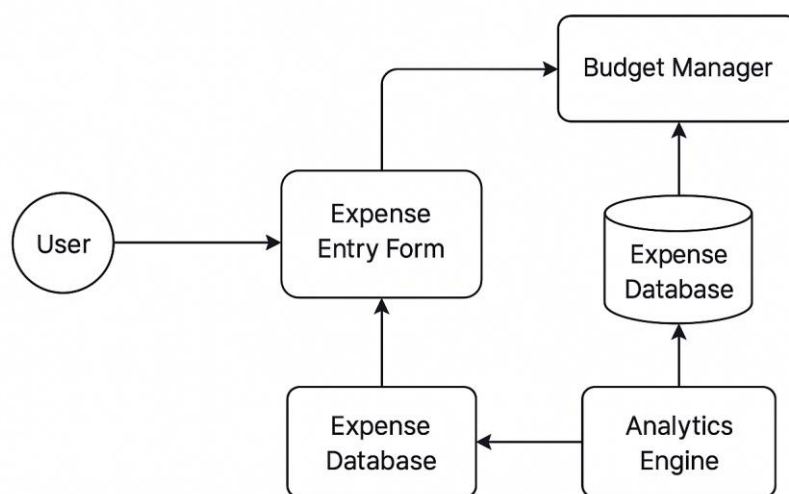 Budget Manager
User
Expense
Entry Form
Expense
Database
Expense
Database
Analytics
Engine